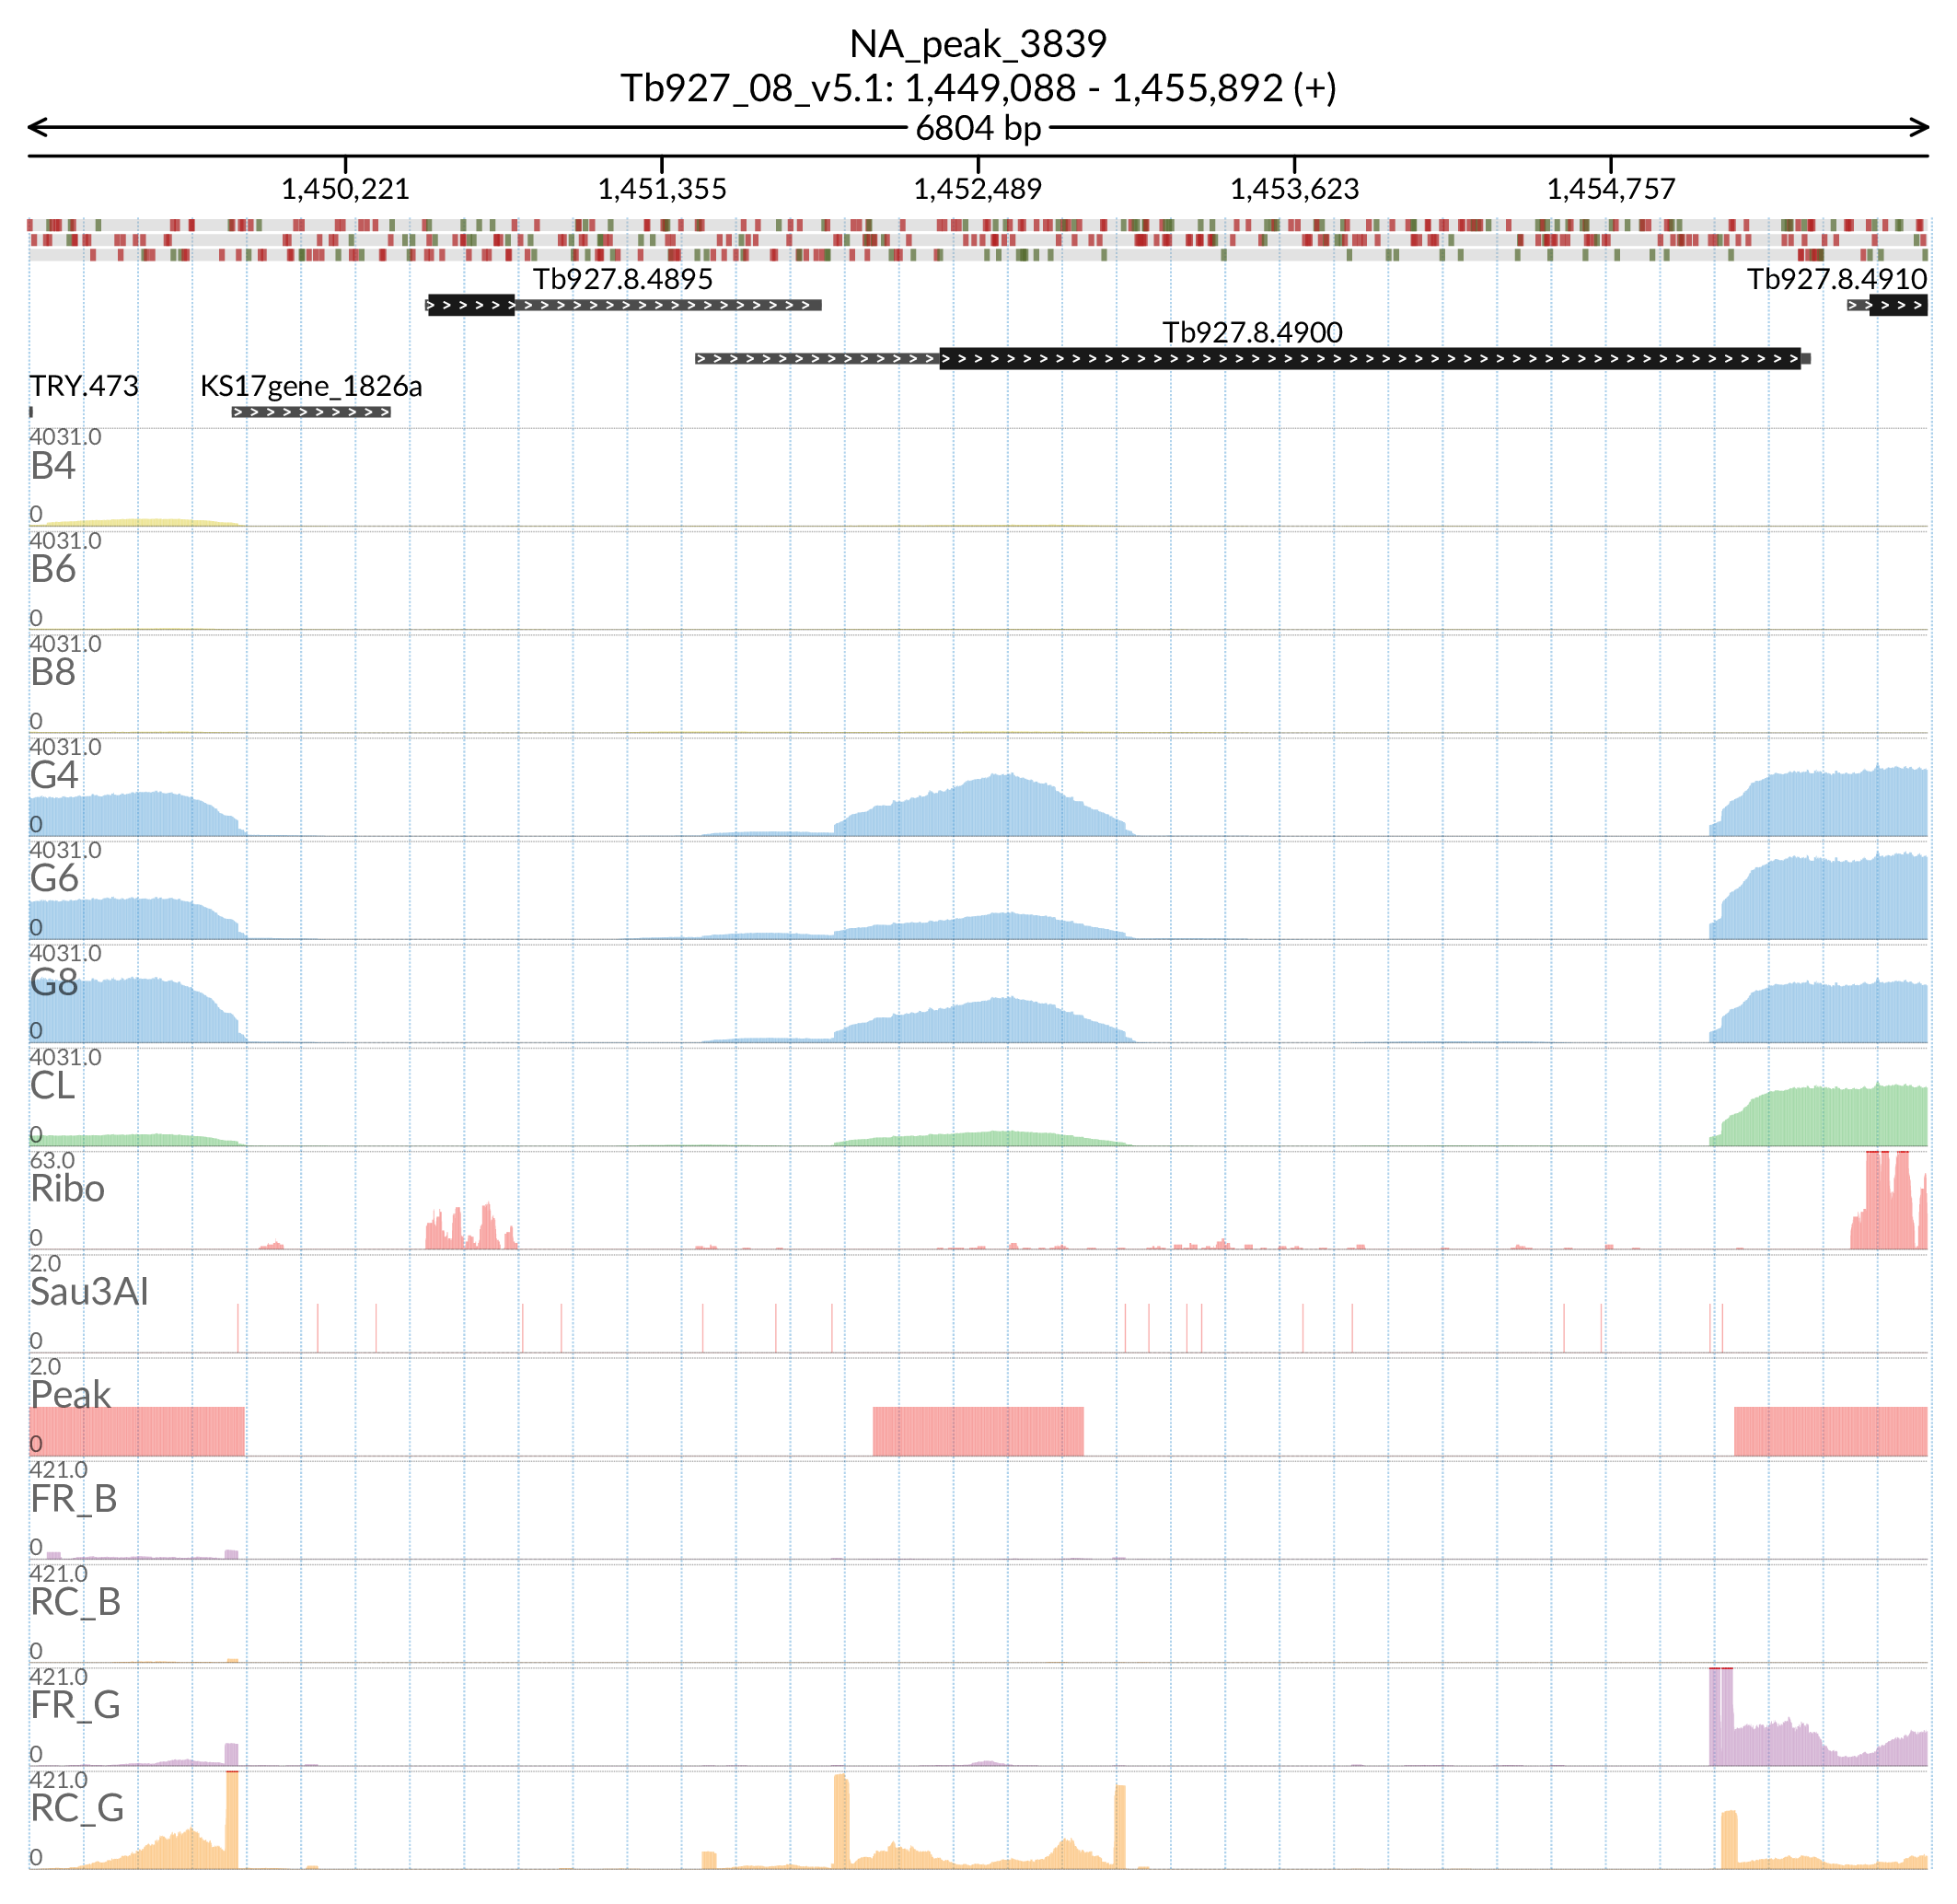 NA_peak_3839
Tb927_08_v5.1: 1,449,088 - 1,455,892 (+)
6804 bp
1,450,221 1,451,355 1,452,489 1,453,623 1,454,757
Tb927.8.4895 Tb927.8.4910
Tb927.8.4900
TRY.473 KS17gene_1826a
4031.0
B4
0
4031.0
B6
0
4031.0
B8
0
4031.0
G4
0
4031.0
G6
0
4031.0
G8
0
4031.0
CL
0
63.0
Ribo
0
2.0
Sau3AI
0
2.0
Peak
0
421.0
FR_B
0
421.0
RC_B
0
421.0
FR_G
0
421.0
RC_G
0